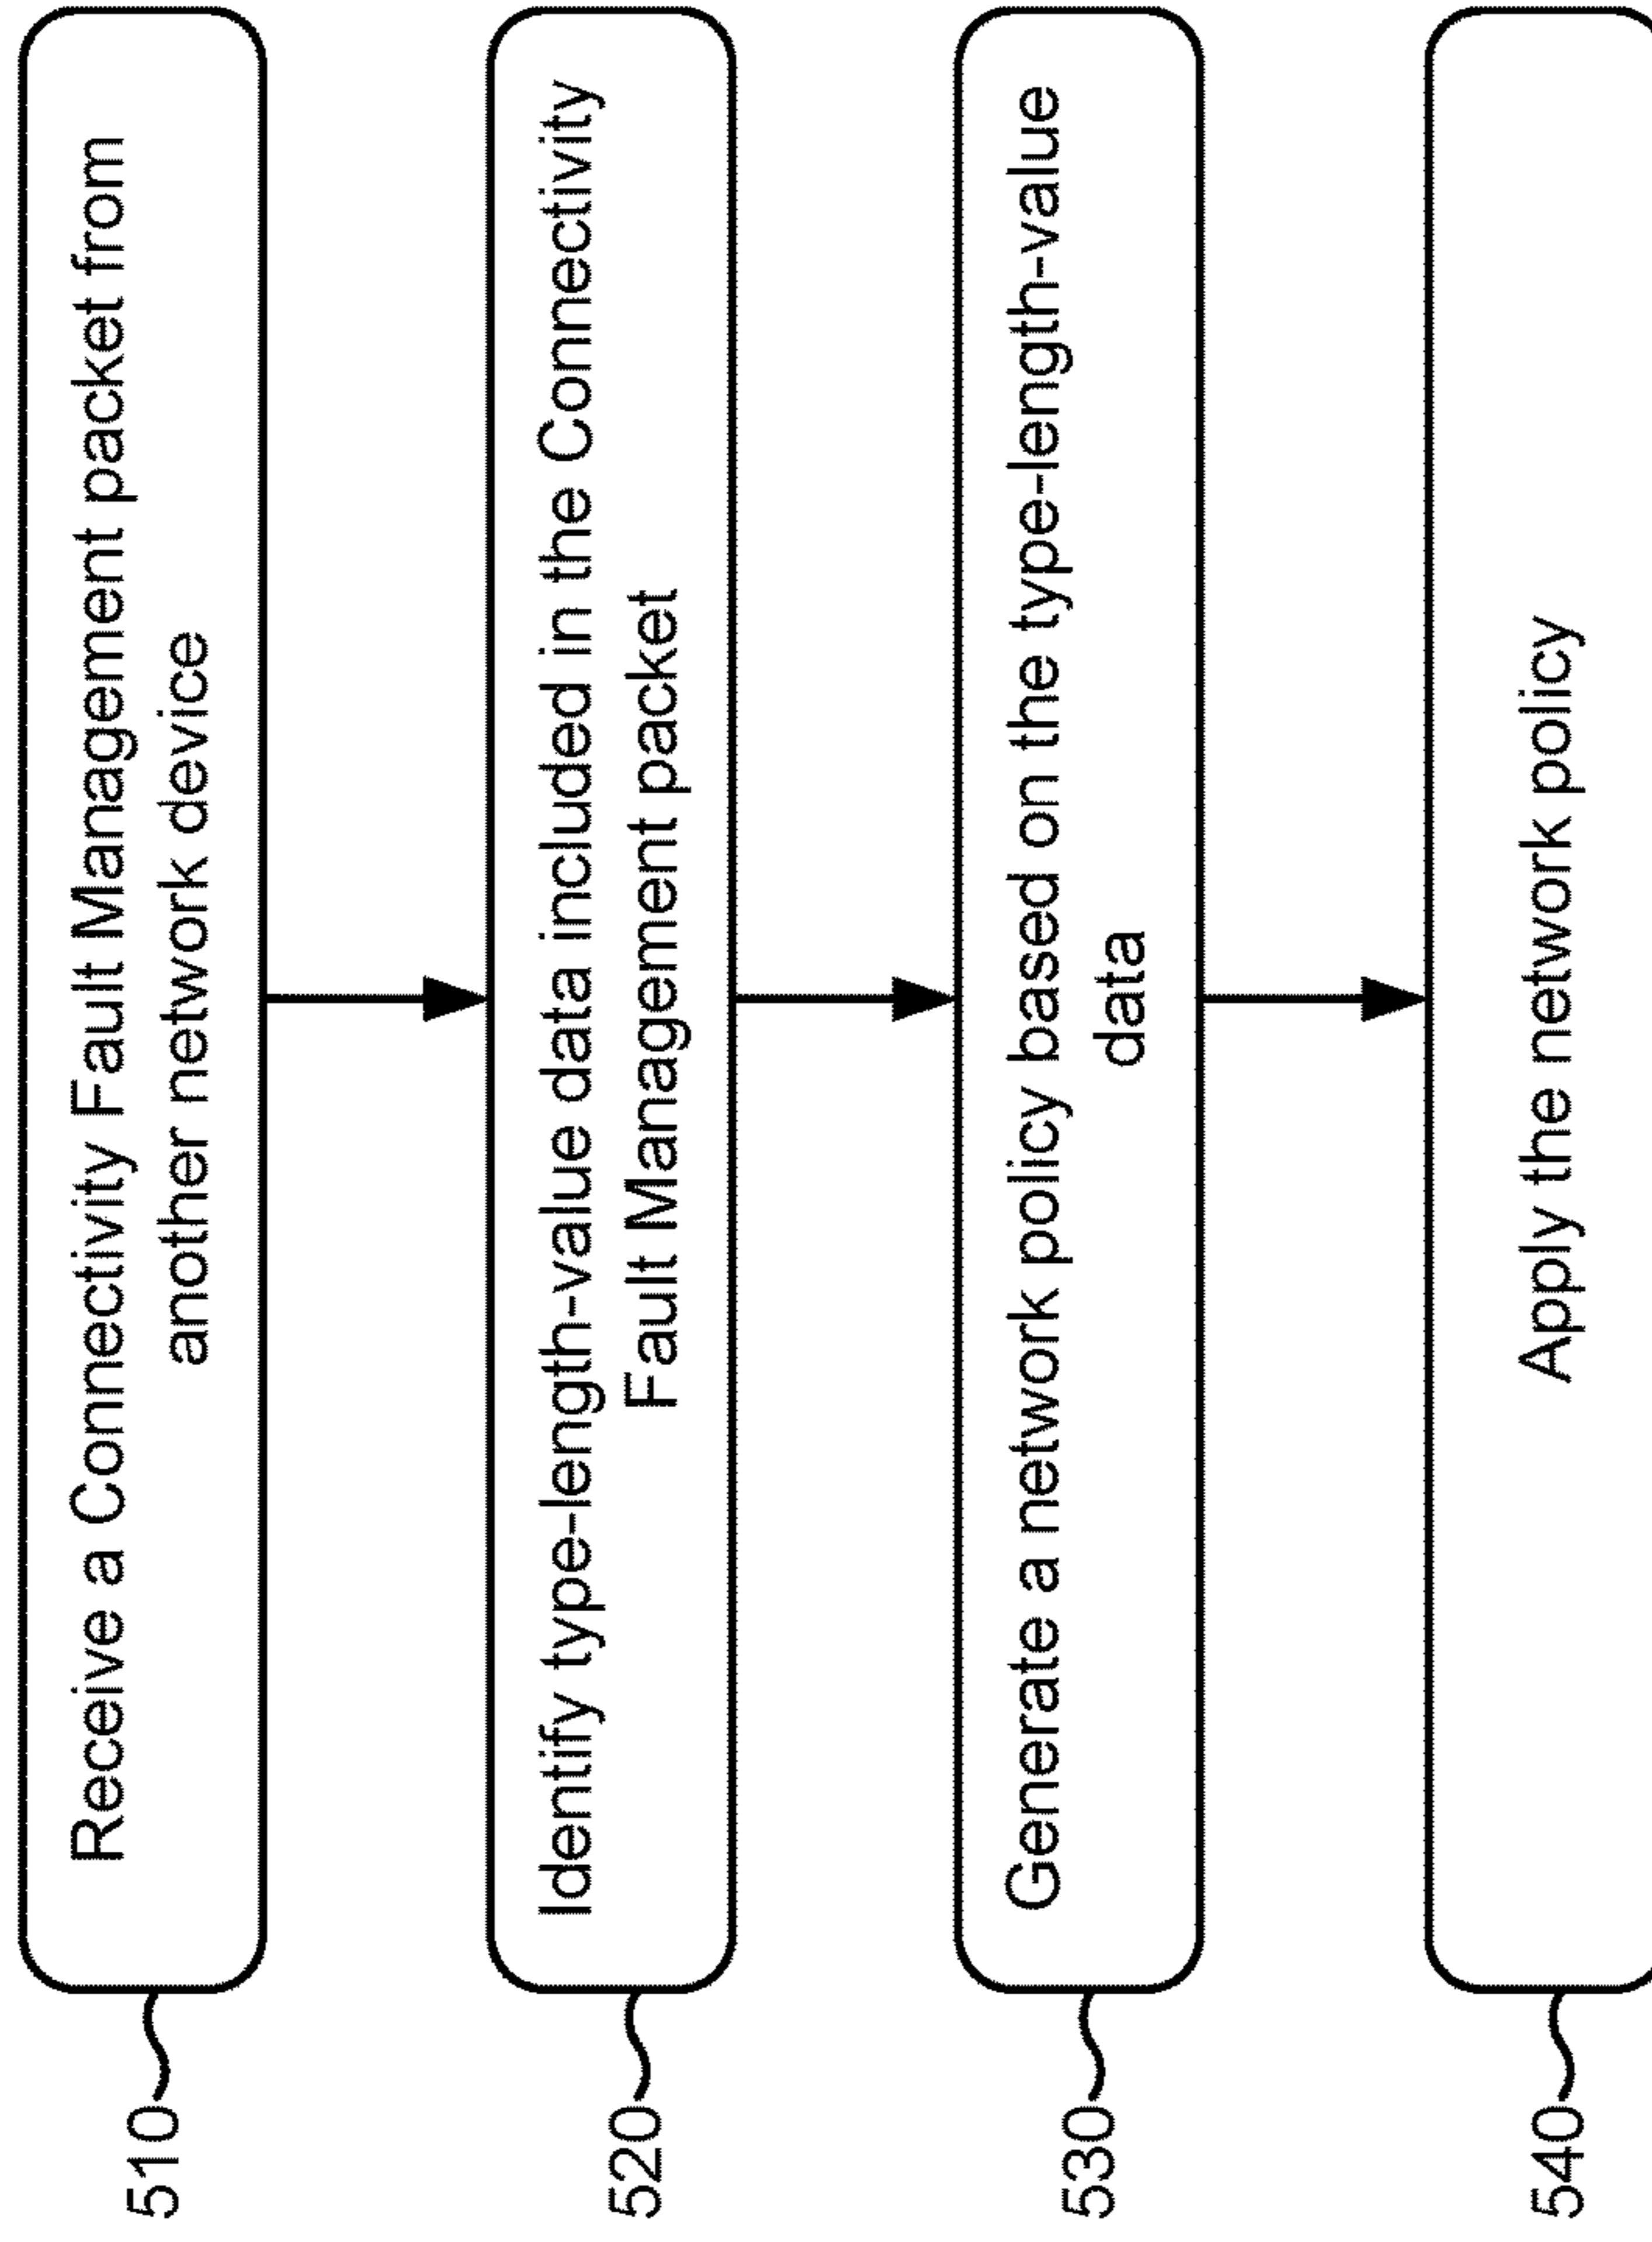 510
Receive a Connectivity Fault Management packet from
another network device
520
Identify type-length-value data included in the Connectivity
Fault Management packet
530
Generate a network policy based on the type-length-value
data
540
Apply the network policy